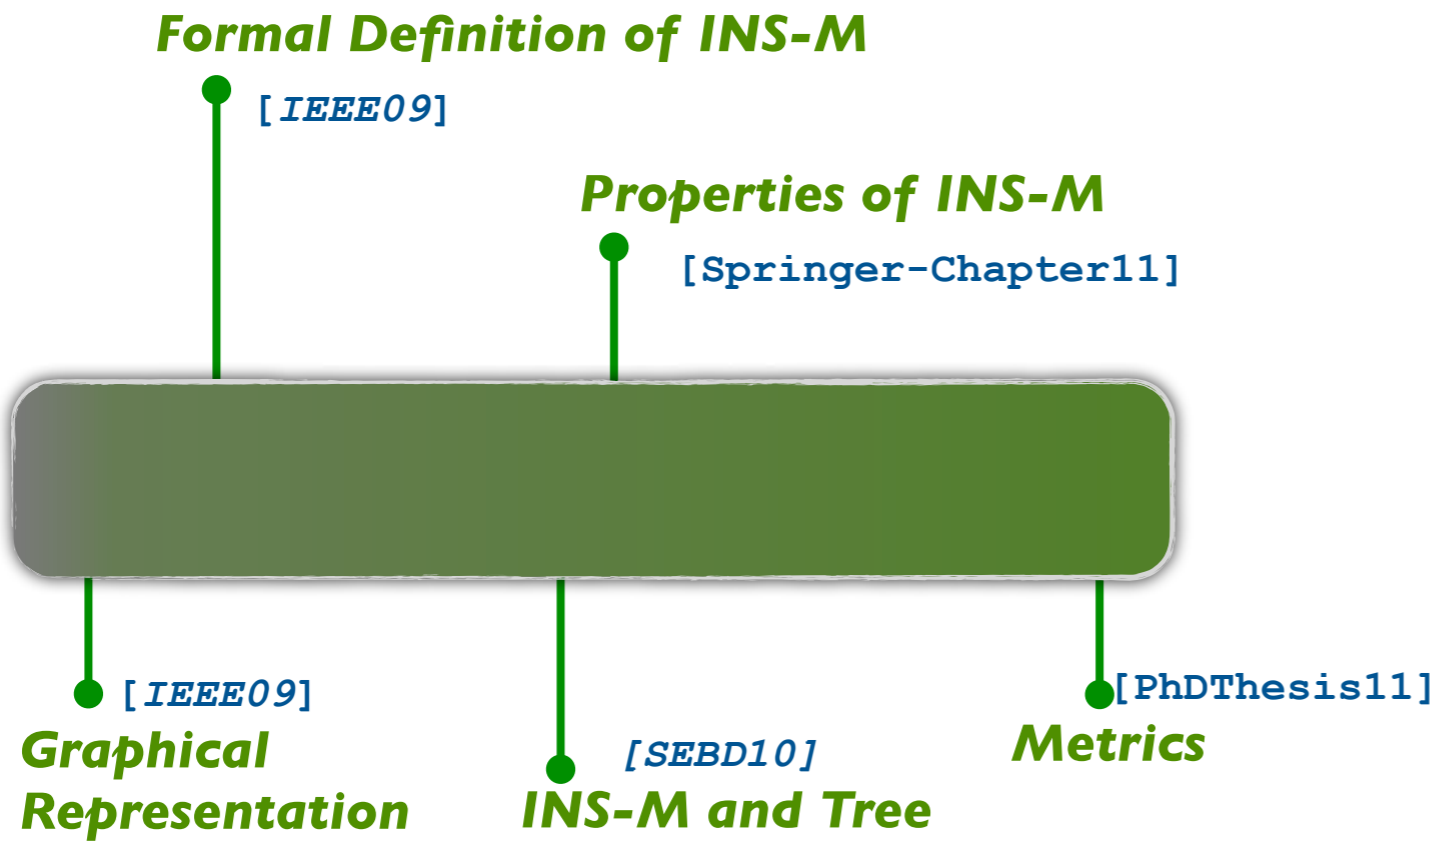 Formal Definition of INS-M
[IEEE09]
Properties of INS-M
[Springer-Chapter11]
[IEEE09]
Graphical
Representation
[SEBD10]
INS-M and Tree
[PhDThesis11]
Metrics